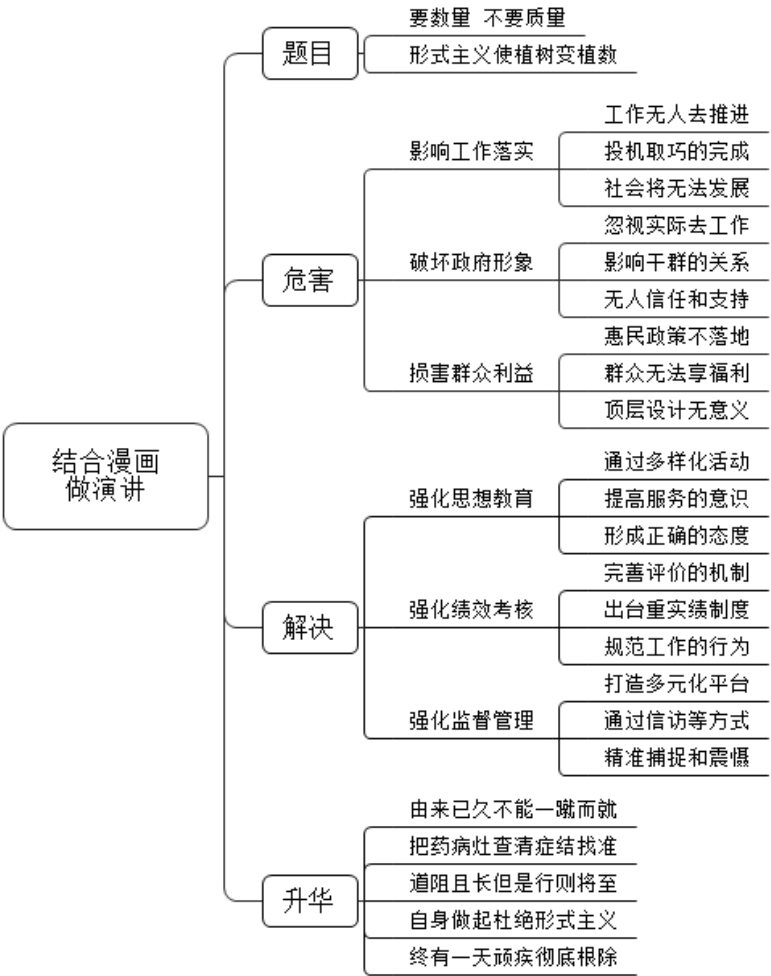 结合漫画
做演讲
题目
要数量 不要质量
形式主义使植树变植数
危害
影响工作落实
工作无人去推进
投机取巧的完成
社会将无法发展
破坏政府形象
忽视实际去工作
影响干群的关系
无人信任和支持
损害群众利益
惠民政策不落地
群众无法享福利
顶层设计无意义
解决
强化思想教育
通过多样化活动
提高服务的意识
形成正确的态度
强化绩效考核
完善评价的机制
出台重实绩制度
规范工作的行为
强化监督管理
打造多元化平台
通过信访等方式
精准捕捉和震慑
升华
由来已久不能一蹴而就
把药病灶查清症结找准
道阻且长但是行则将至
自身做起杜绝形式主义
终有一天顽疾彻底根除